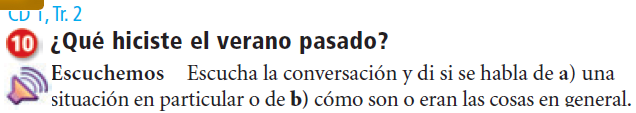 CD 1, Tr. 2
10 ¿Qué hiciste el verano pasado?
Escuchemos Escucha la conversación y di si se habla de a) una
situación en particular o de b) cómo son o eran las cosas en general.